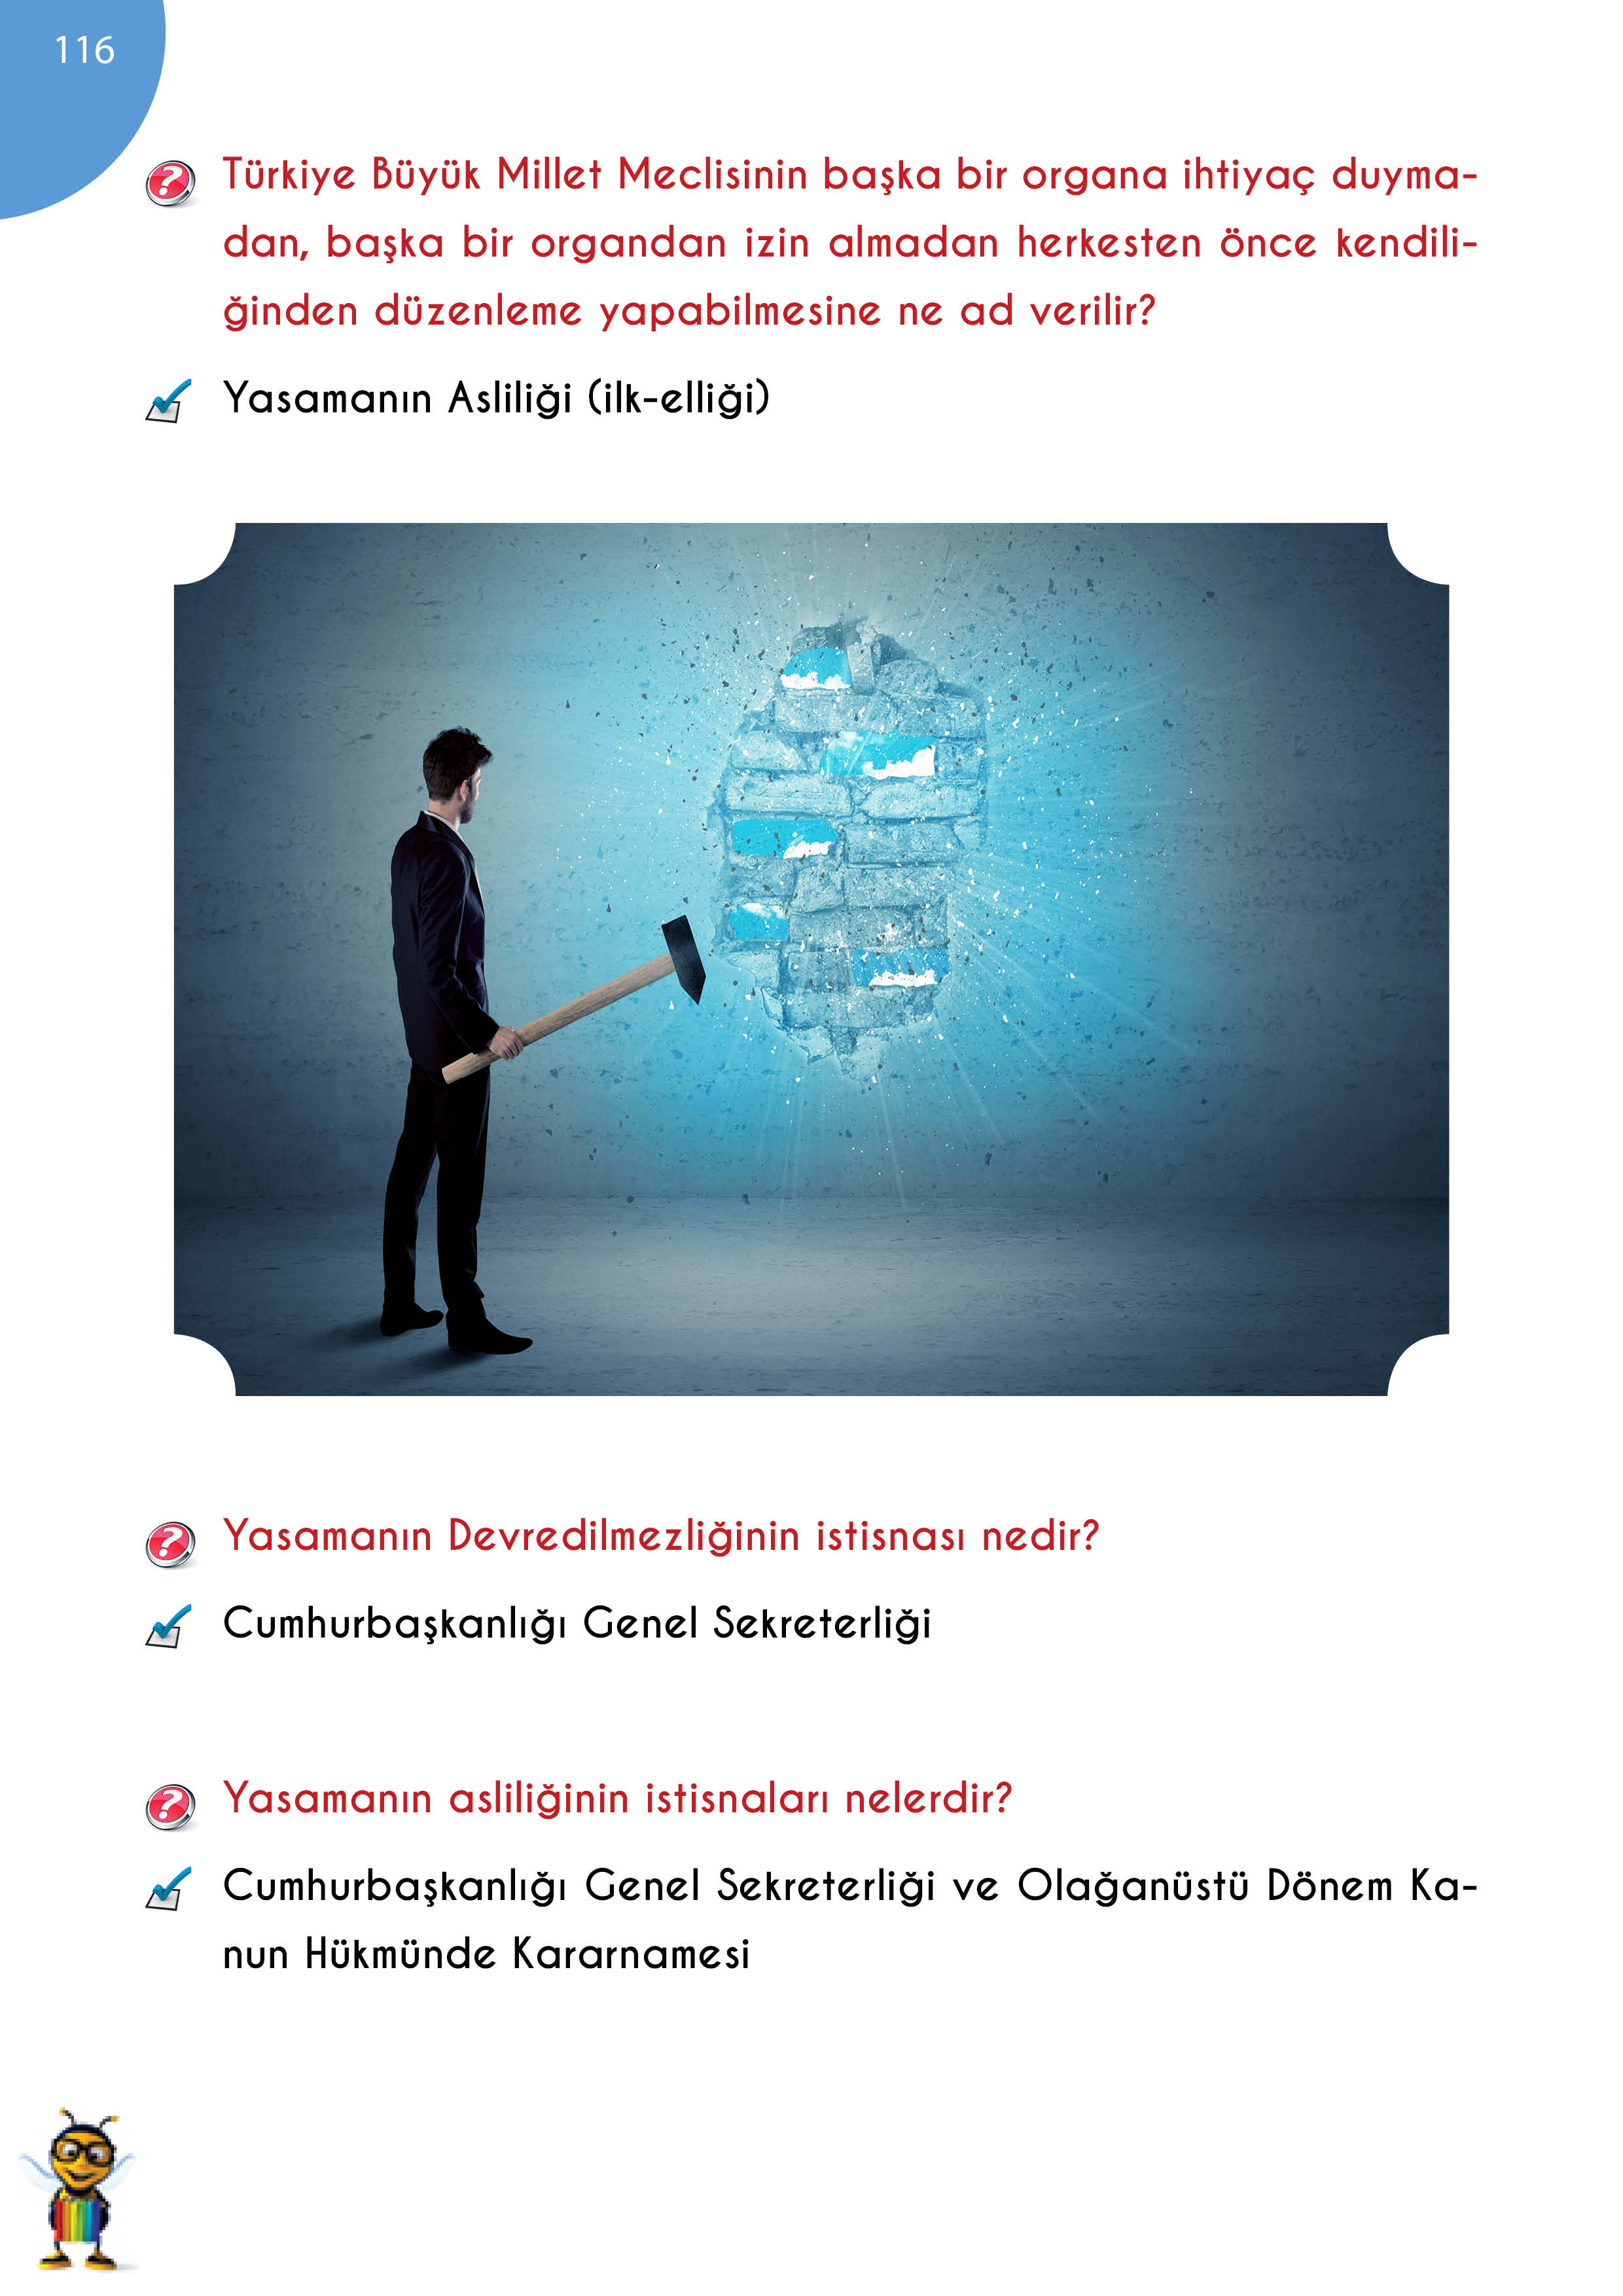 116
Türkiye Büyük Millet Meclisinin başka bir organa ihtiyaç duyma-
dan, başka bir organdan izin almadan herkesten önce kendili-
ğinden düzenleme yapabilmesine ne ad verilir?
Yasamanın Asliliği (ilk-elliği)
Yasamanın Devredilmezliğinin istisnası nedir?
Cumhurbaşkanlığı Genel Sekreterliği
Yasamanın asliliğinin istisnaları nelerdir?
Cumhurbaşkanlığı Genel Sekreterliği ve Olağanüstü Dönem Ka-
nun Hükmünde Kararnamesi